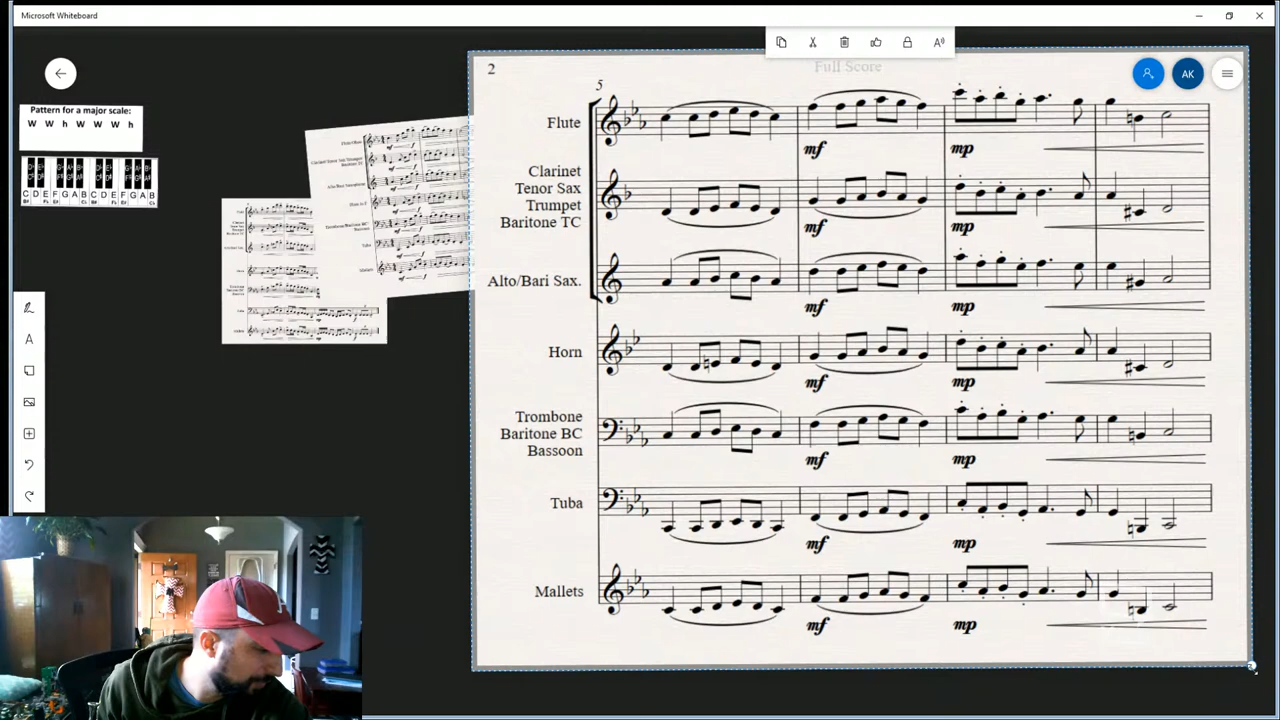 Microsoft Whiteboard
Pattern for a major scale:
W W h W W W h
C D E F G A B C D E F G A B
2
Full Score
AK
5
Flute
mf
mp
Clarinet
Tenor Sax
Trumpet
Baritone TC
mf
mp
Alto/Bari Sax.
mf
mp
Horn
mf
mp
Trombone
Baritone BC
Bassoon
mf
mp
Tuba
mf
mp
Mallets
mf
mp